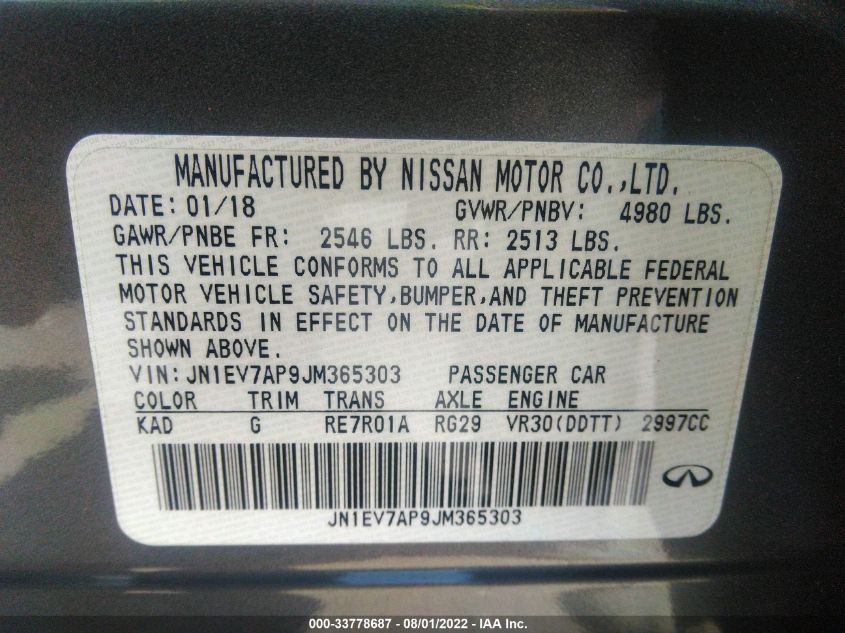 MANUFACTURED BY NISSAN MOTOR CO.,LTD.
DATE: 01/18 GVWR/PNBV: 4980 LBS.
GAWR/PNBE FR: 2546 LBS. RR: 2513 LBS.
THIS VEHICLE CONFORMS TO ALL APPLICABLE FEDERAL
MOTOR VEHICLE SAFETY,BUMPER,AND THEFT PREVENTION
STANDARDS IN EFFECT ON THE DATE OF MANUFACTURE
SHOWN ABOVE.
VIN:JN1EV7AP9JM365303 PASSENGER CAR
COLOR TRIM TRANS AXLE ENGINE
KAD G RE7R01A RG29 VR30(DDTT) 2997CC
JN1EV7AP9JM365303
000-33778687 - 08/01/2022 - IAA Inc.